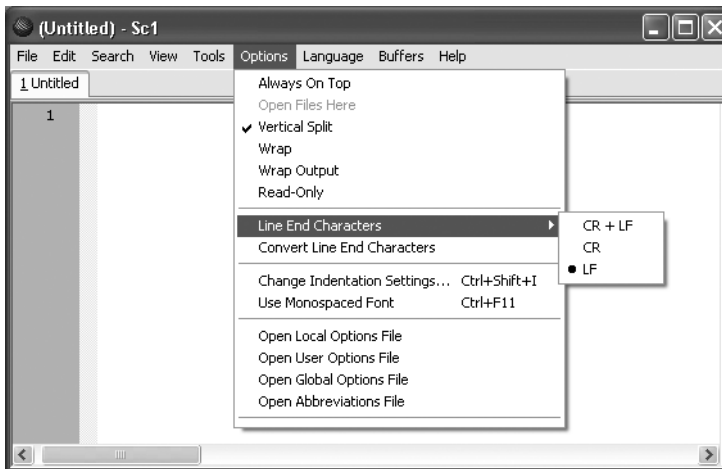 (Untitled) - Sc1
File Edit Search View Tools Options Language Buffers Help
1 Untitled
1
Always On Top
Open Files Here
Vertical Split
Wrap
Wrap Output
Read-Only
Line End Characters
Convert Line End Characters
Change Indentation Settings... Ctrl+Shift+I
Use Monospaced Font Ctrl+F11
Open Local Options File
Open User Options File
Open Global Options File
Open Abbreviations File
CR + LF
CR
LF